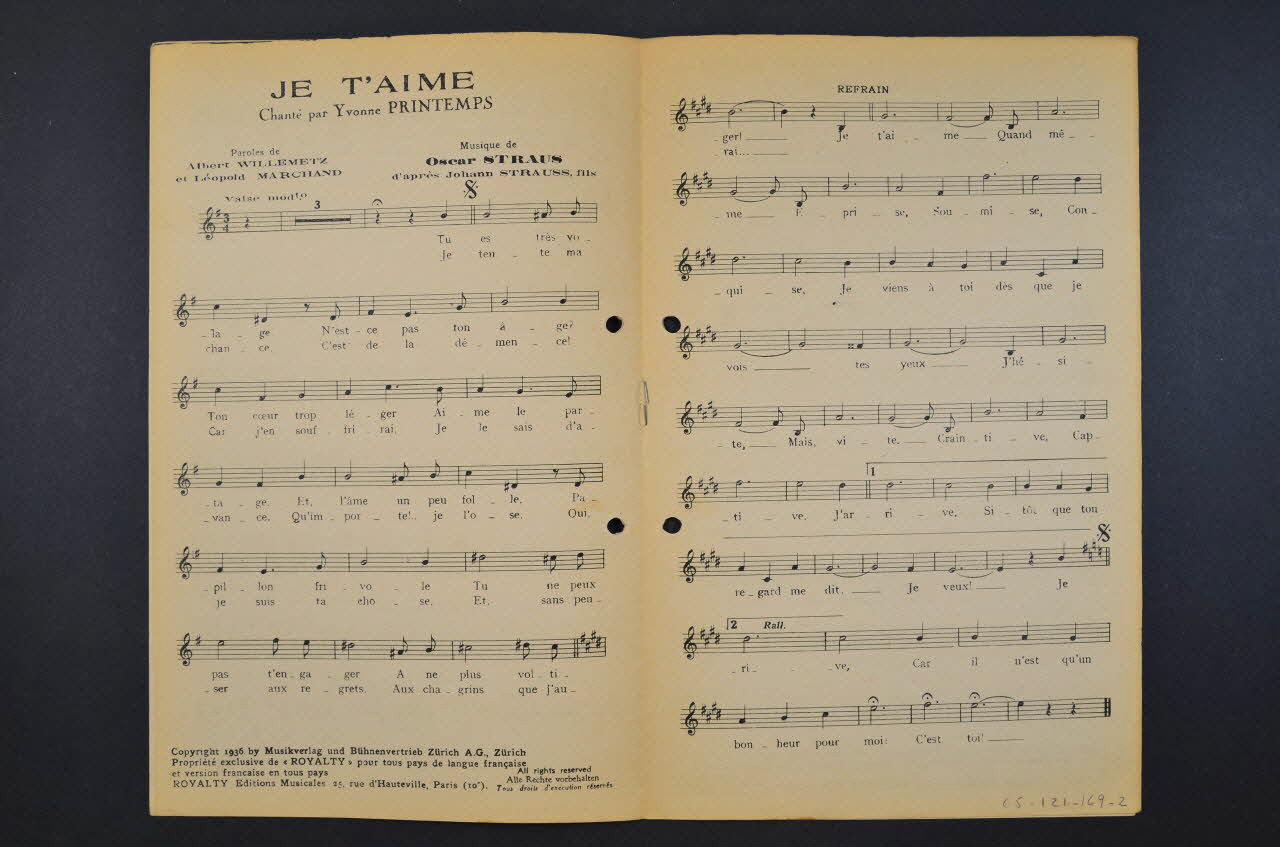 JE T'AIME
Chanté par Yvonne PRINTEMPS
Paroles de
Albert WILLEMETZ
et Léopold MARCHAND
Musique de
Oscar STRAUS
d'après Johann STRAUSS, fils
Valse modto
3
3
4
Tu es très vo _
Je ten _ te ma
_ la _ ge N'est - ce pas ton â _ ge?
chan _ ce. C'est de la dé _ men _ ce!
Ton cœur trop lé _ ger Ai _ me le par _
Car j'en souf _ fri _ rai, Je le sais d'a _
_ ta _ ge. Et, l'âme un peu fol _ le, Pa _
_ van _ ce, Qu'im _ por _ te!.. je l'o _ se, Oui,
_ pil _ lon fri _ vo _ le Tu ne peux
je suis ta cho _ se, Et, sans pen _
pas t'en _ ga _ ger A ne plus vol _ ti _
_ ser aux re _ grets, Aux cha _ grins que j'au _
Copyright 1936 by Musikverlag und Bühnenvertrieb Zürich A.G., Zürich
Propriété exclusive de « ROYALTY » pour tous pays de langue française
et version francaise en tous pays
ROYALTY Editions Musicales 25, rue d'Hauteville, Paris (10e).
All rights reserved
Alle Rechte vorbehalten
Tous droits d'exécution réservés
REFRAIN
_ ger! Je t'ai _ me Quand mê _
_ rai...
_ me E _ pri _ se, Sou _ mi _ se, Con _
_ qui _ se, Je viens à toi dès que je
vois tes yeux J'hé _ si _
_ te, Mais, vi _ te, Crain _ ti _ ve, Cap _
1
_ ti _ ve, J'ar _ ri _ ve, Si _ tôt que ton
re _ gard me dit, Je veux! Je
2 Rall.
_ ri _ ve, Car il n'est qu'un
bon _ heur pour moi: C'est toi!
05-121-169-2